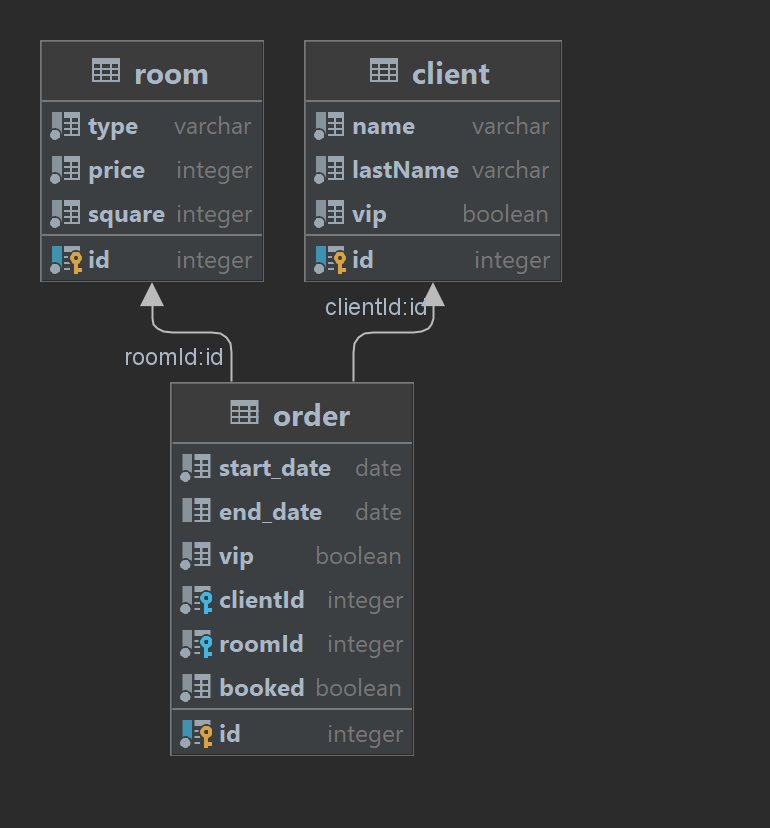 room
type varchar
price integer
square integer
id integer
client
name varchar
lastName varchar
vip boolean
id integer
clientId:id
roomId:id
order
start_date date
end_date date
vip boolean
clientId integer
roomId integer
booked boolean
id integer